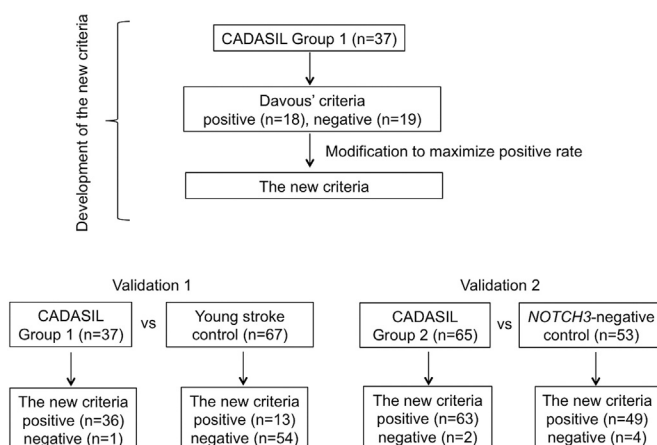 Development of the new criteria
CADASIL Group 1 (n=37)
Davous’ criteria
positive (n=18), negative (n=19)
Modification to maximize positive rate
The new criteria
Validation 1
CADASIL
Group 1 (n=37)
vs
Young stroke
control (n=67)
The new criteria
positive (n=36)
negative (n=1)
The new criteria
positive (n=13)
negative (n=54)
Validation 2
CADASIL
Group 2 (n=65)
vs
NOTCH3-negative
control (n=53)
The new criteria
positive (n=63)
negative (n=2)
The new criteria
positive (n=49)
negative (n=4)